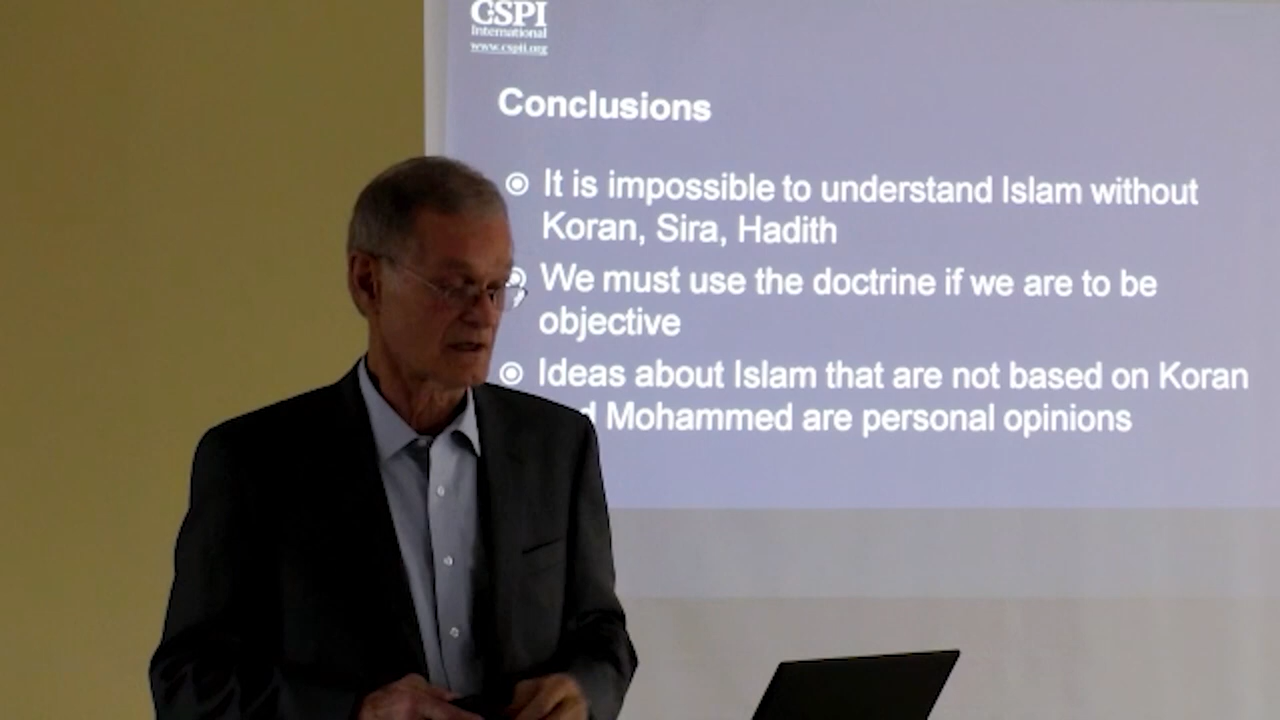 CSPI
International
www.cspii.org
Conclusions
It is impossible to understand Islam without
Koran, Sira, Hadith
We must use the doctrine if we are to be
objective
Ideas about Islam that are not based on Koran
d Mohammed are personal opinions